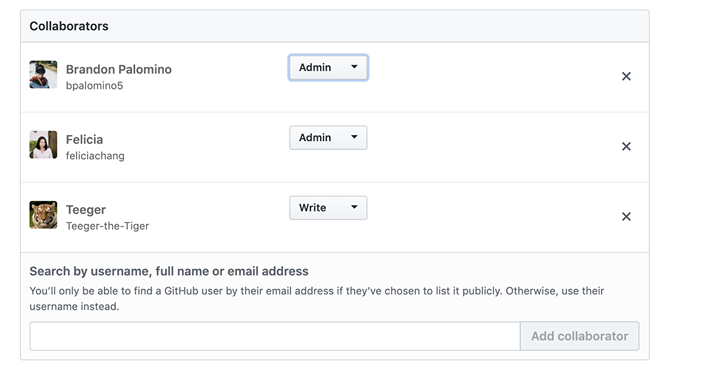 Collaborators
Brandon Palomino
bpalomino5
Admin
Felicia
feliciachang
Admin
Teeger
Teeger-the-Tiger
Write
Search by username, full name or email address
You’ll only be able to find a GitHub user by their email address if they’ve chosen to list it publicly. Otherwise, use their
username instead.
Add collaborator